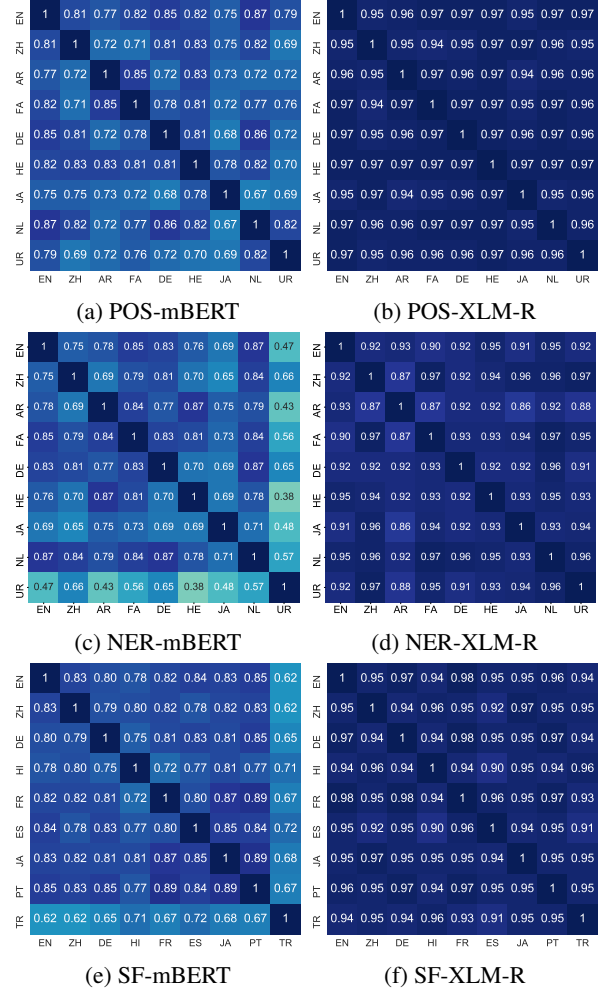 EN 1 0.81 0.77 0.82 0.85 0.82 0.75 0.87 0.79
ZH 0.81 1 0.72 0.71 0.81 0.83 0.75 0.82 0.69
AR 0.77 0.72 1 0.85 0.72 0.83 0.73 0.72 0.72
FA 0.82 0.71 0.85 1 0.78 0.81 0.72 0.77 0.76
DE 0.85 0.81 0.72 0.78 1 0.81 0.68 0.86 0.72
HE 0.82 0.83 0.83 0.81 0.81 1 0.78 0.82 0.70
JA 0.75 0.75 0.73 0.72 0.68 0.78 1 0.67 0.69
NL 0.87 0.82 0.72 0.77 0.86 0.82 0.67 1 0.82
UR 0.79 0.69 0.72 0.76 0.72 0.70 0.69 0.82 1
EN ZH AR FA DE HE JA NL UR
(a) POS-mBERT
EN 1 0.95 0.96 0.97 0.97 0.97 0.95 0.97 0.97
ZH 0.95 1 0.95 0.94 0.95 0.97 0.97 0.96 0.95
AR 0.96 0.95 1 0.97 0.96 0.97 0.94 0.96 0.96
FA 0.97 0.94 0.97 1 0.97 0.97 0.95 0.97 0.96
DE 0.97 0.95 0.96 0.97 1 0.97 0.96 0.97 0.96
HE 0.97 0.97 0.97 0.97 0.97 1 0.97 0.97 0.97
JA 0.95 0.97 0.94 0.95 0.96 0.97 1 0.95 0.96
NL 0.97 0.96 0.96 0.97 0.97 0.97 0.95 1 0.96
UR 0.97 0.95 0.96 0.96 0.96 0.97 0.96 0.96 1
EN ZH AR FA DE HE JA NL UR
(b) POS-XLM-R
EN 1 0.75 0.78 0.85 0.83 0.76 0.69 0.87 0.47
ZH 0.75 1 0.69 0.79 0.81 0.70 0.65 0.84 0.66
AR 0.78 0.69 1 0.84 0.77 0.87 0.75 0.79 0.43
FA 0.85 0.79 0.84 1 0.83 0.81 0.73 0.84 0.56
DE 0.83 0.81 0.77 0.83 1 0.70 0.69 0.87 0.65
HE 0.76 0.70 0.87 0.81 0.70 1 0.69 0.78 0.38
JA 0.69 0.65 0.75 0.73 0.69 0.69 1 0.71 0.48
NL 0.87 0.84 0.79 0.84 0.87 0.78 0.71 1 0.57
UR 0.47 0.66 0.43 0.56 0.65 0.38 0.48 0.57 1
EN ZH AR FA DE HE JA NL UR
(c) NER-mBERT
EN 1 0.92 0.93 0.90 0.92 0.95 0.91 0.95 0.92
ZH 0.92 1 0.87 0.97 0.92 0.94 0.96 0.96 0.97
AR 0.93 0.87 1 0.87 0.92 0.92 0.86 0.92 0.88
FA 0.90 0.97 0.87 1 0.93 0.93 0.94 0.97 0.95
DE 0.92 0.92 0.92 0.93 1 0.92 0.92 0.96 0.91
HE 0.95 0.94 0.92 0.93 0.92 1 0.93 0.95 0.93
JA 0.91 0.96 0.86 0.94 0.92 0.93 1 0.93 0.94
NL 0.95 0.96 0.92 0.97 0.96 0.95 0.93 1 0.96
UR 0.92 0.97 0.88 0.95 0.91 0.93 0.94 0.96 1
EN ZH AR FA DE HE JA NL UR
(d) NER-XLM-R
EN 1 0.83 0.80 0.78 0.82 0.84 0.83 0.85 0.62
ZH 0.83 1 0.79 0.80 0.82 0.78 0.82 0.83 0.62
DE 0.80 0.79 1 0.75 0.81 0.83 0.81 0.85 0.65
HI 0.78 0.80 0.75 1 0.72 0.77 0.81 0.77 0.71
FR 0.82 0.82 0.81 0.72 1 0.80 0.87 0.89 0.67
ES 0.84 0.78 0.83 0.77 0.80 1 0.85 0.84 0.72
JA 0.83 0.82 0.81 0.81 0.87 0.85 1 0.89 0.68
PT 0.85 0.83 0.85 0.77 0.89 0.84 0.89 1 0.67
TR 0.62 0.62 0.65 0.71 0.67 0.72 0.68 0.67 1
EN ZH DE HI FR ES JA PT TR
(e) SF-mBERT
EN 1 0.95 0.97 0.94 0.98 0.95 0.95 0.96 0.94
ZH 0.95 1 0.94 0.96 0.95 0.92 0.97 0.95 0.95
DE 0.97 0.94 1 0.94 0.98 0.95 0.95 0.97 0.94
HI 0.94 0.96 0.94 1 0.94 0.90 0.95 0.94 0.96
FR 0.98 0.95 0.98 0.94 1 0.96 0.95 0.97 0.93
ES 0.95 0.92 0.95 0.90 0.96 1 0.94 0.95 0.91
JA 0.95 0.97 0.95 0.95 0.95 0.94 1 0.95 0.95
PT 0.96 0.95 0.97 0.94 0.97 0.95 0.95 1 0.95
TR 0.94 0.95 0.94 0.96 0.93 0.91 0.95 0.95 1
EN ZH DE HI FR ES JA PT TR
(f) SF-XLM-R